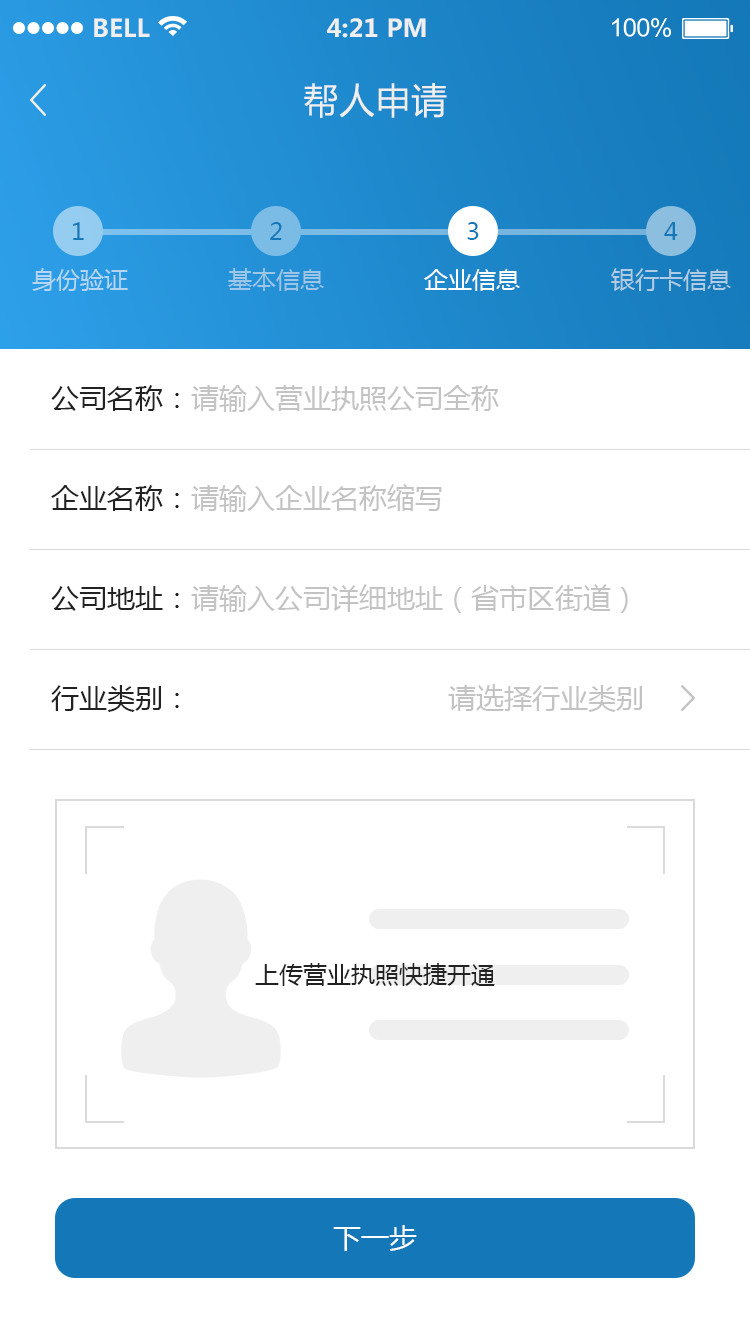 BELL 4:21 PM 100%
帮人申请
1 2 3 4
身份验证 基本信息 企业信息 银行卡信息
公司名称：请输入营业执照公司全称
企业名称：请输入企业名称缩写
公司地址：请输入公司详细地址（省市区街道）
行业类别： 请选择行业类别
上传营业执照快捷开通
下一步